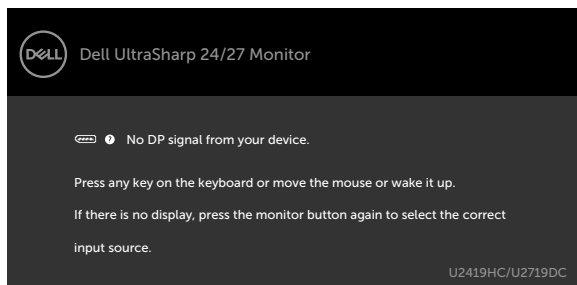 DELL
Dell UltraSharp 24/27 Monitor
? No DP signal from your device.
Press any key on the keyboard or move the mouse or wake it up.
If there is no display, press the monitor button again to select the correct
input source.
U2419HC/U2719DC